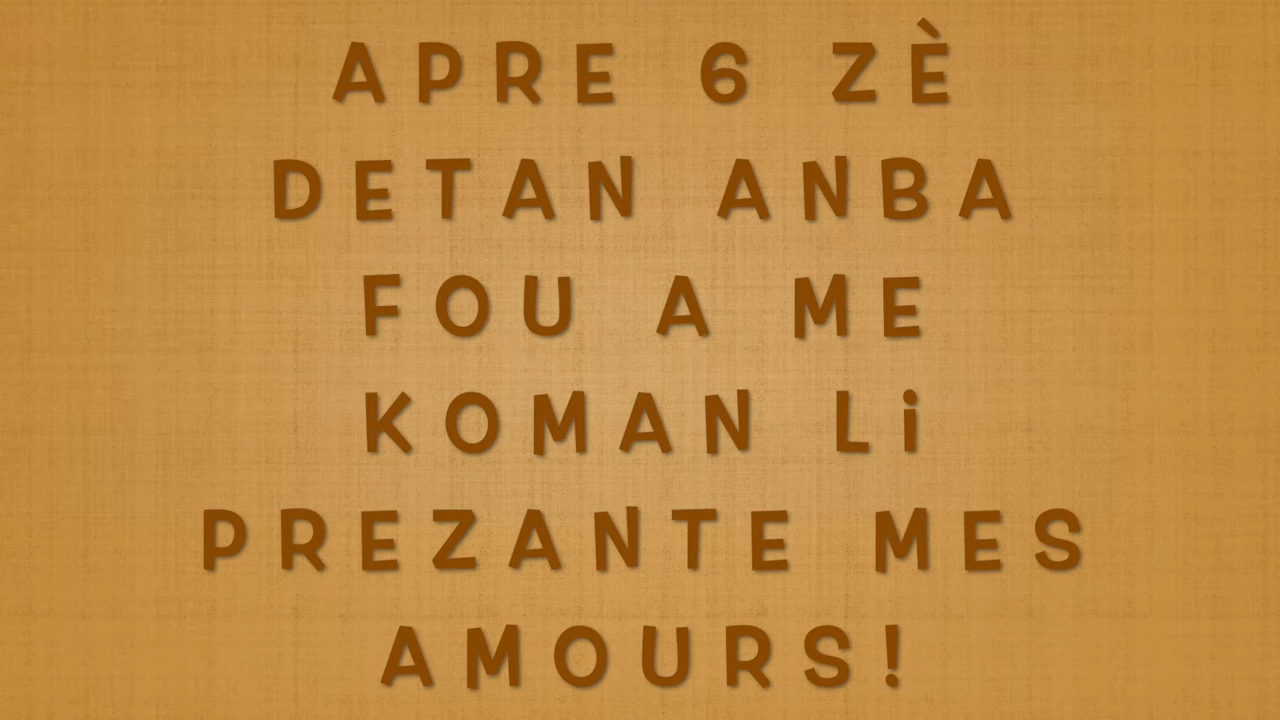 APRE 6 ZÈ
DETAN ANBA
FOU A ME
KOMAN Li
PREZANTE MES
AMOURS!